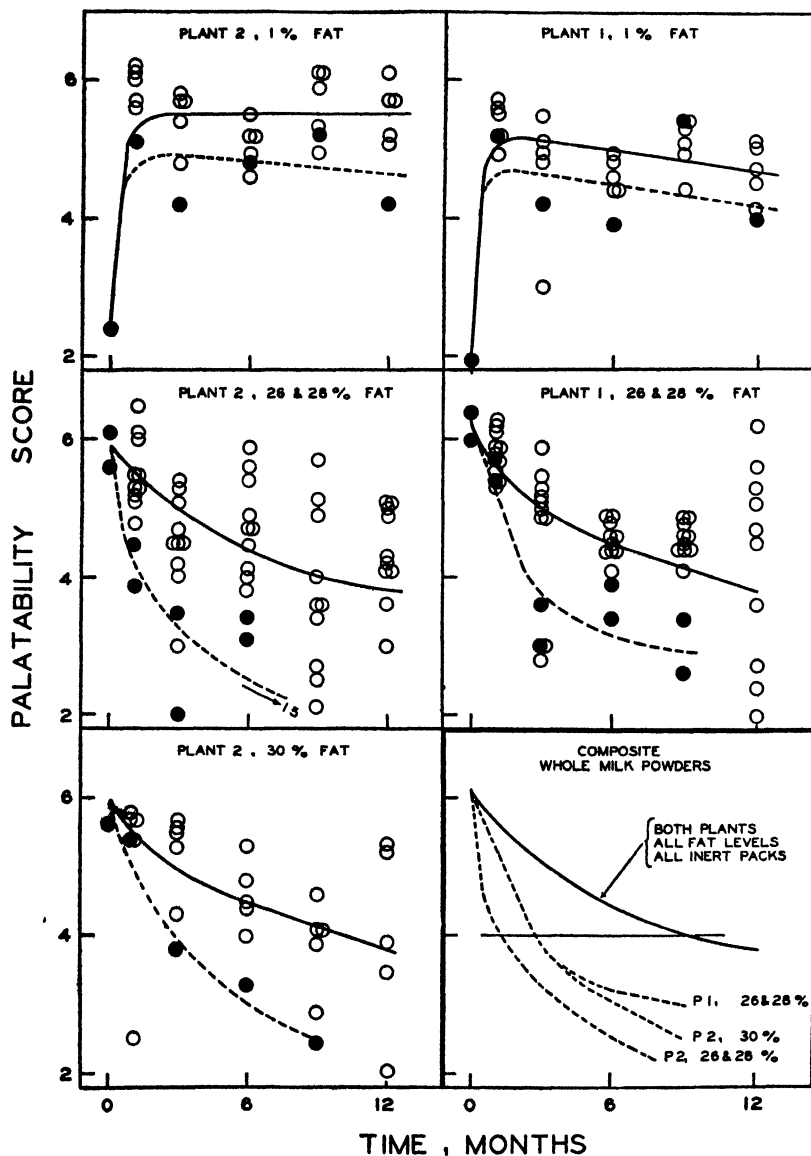 PLANT 2, 1% FAT
PLANT 1, 1% FAT
6
4
2
PLANT 2, 26 & 28% FAT
PLANT 1, 26 & 28% FAT
6
4
2
1.5
PLANT 2, 30% FAT
COMPOSITE
WHOLE MILK POWDERS
BOTH PLANTS
ALL FAT LEVELS
ALL INERT PACKS
6
4
2
P1, 26&28%
P2, 30%
P2, 26&28%
0
6
12
0
6
12
PALATABILITY SCORE
TIME, MONTHS